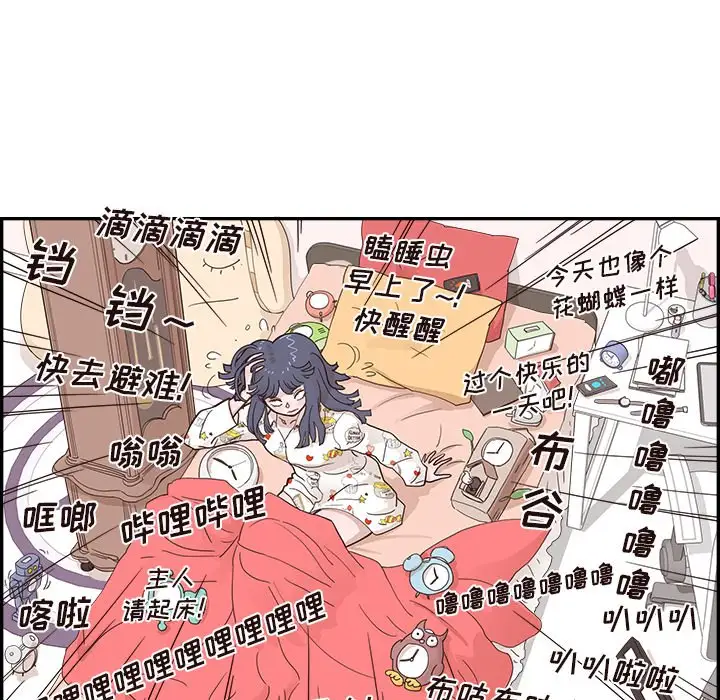 滴滴滴滴
铛
铛~
瞌睡虫
早上了~!
快醒醒
今天也像个
花蝴蝶一样
过个快乐的
一天吧!
快去避难!
嗡嗡
哔哩哔哩
哐啷
主人
请起床!
喀啦
布
谷
嘟
噜
噜
噜
噜
噜
噜噜噜噜噜噜噜
叭叭叭
叭叭啦啦
哩哩哩哩哩哩哩哩哩